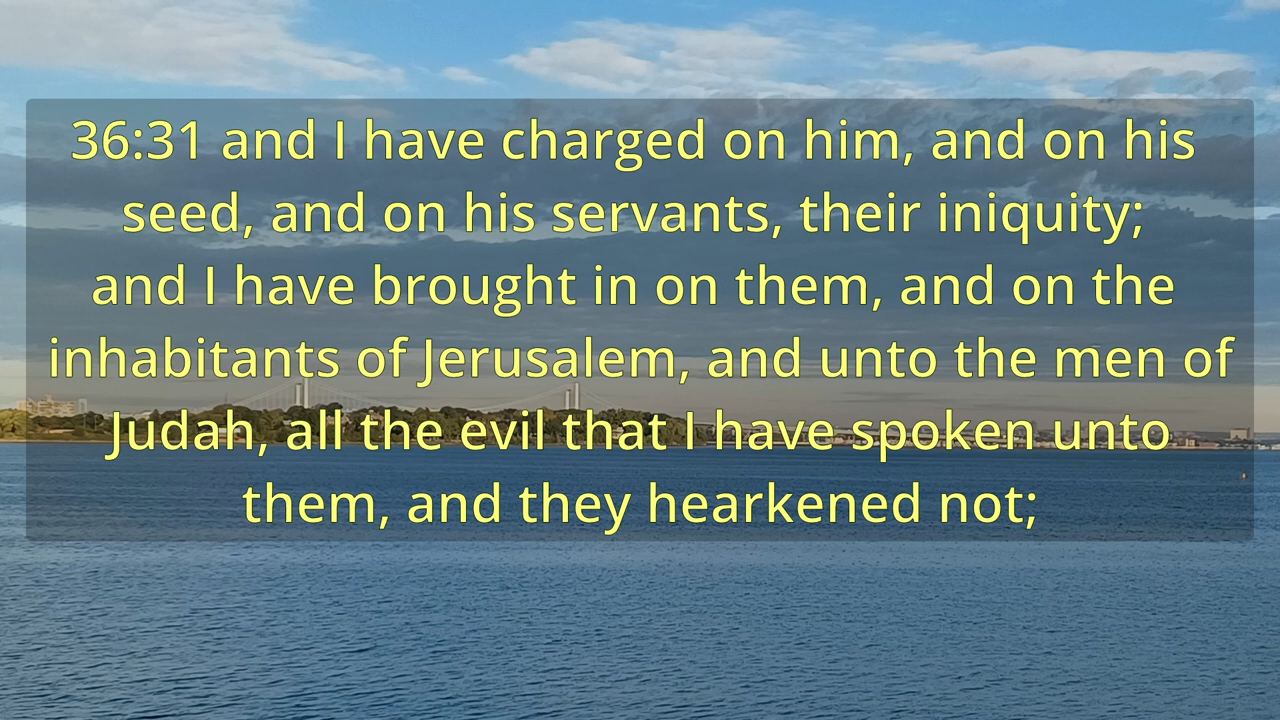 36:31 and I have charged on him, and on his
seed, and on his servants, their iniquity;
and I have brought in on them, and on the
inhabitants of Jerusalem, and unto the men of
Judah, all the evil that I have spoken unto
them, and they hearkened not;